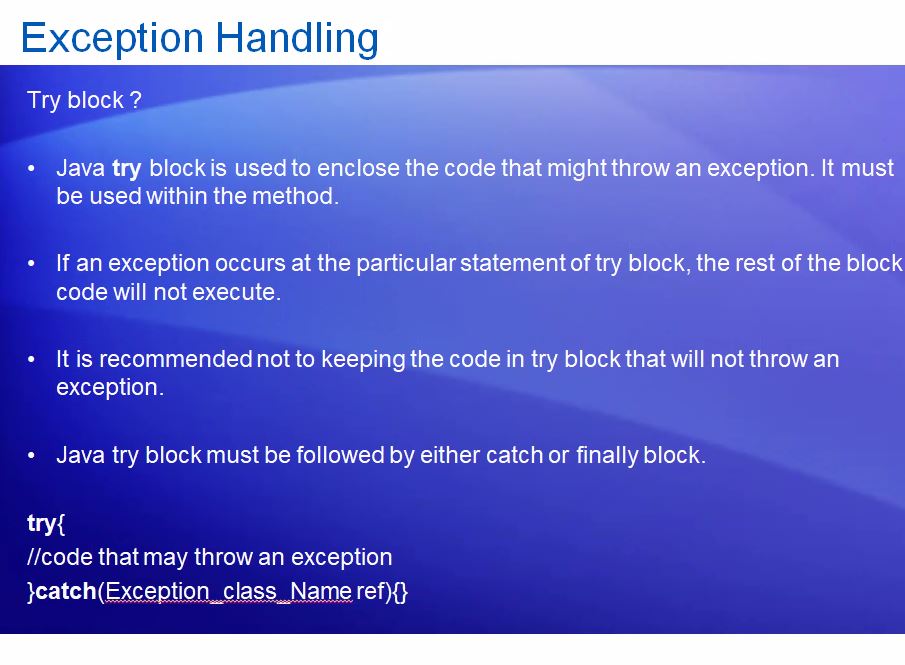 Exception Handling
Try block ?
• Java try block is used to enclose the code that might throw an exception. It must
be used within the method.
• If an exception occurs at the particular statement of try block, the rest of the block
code will not execute.
• It is recommended not to keeping the code in try block that will not throw an
exception.
• Java try block must be followed by either catch or finally block.
try{
//code that may throw an exception
}catch(Exception_class_Name ref){}